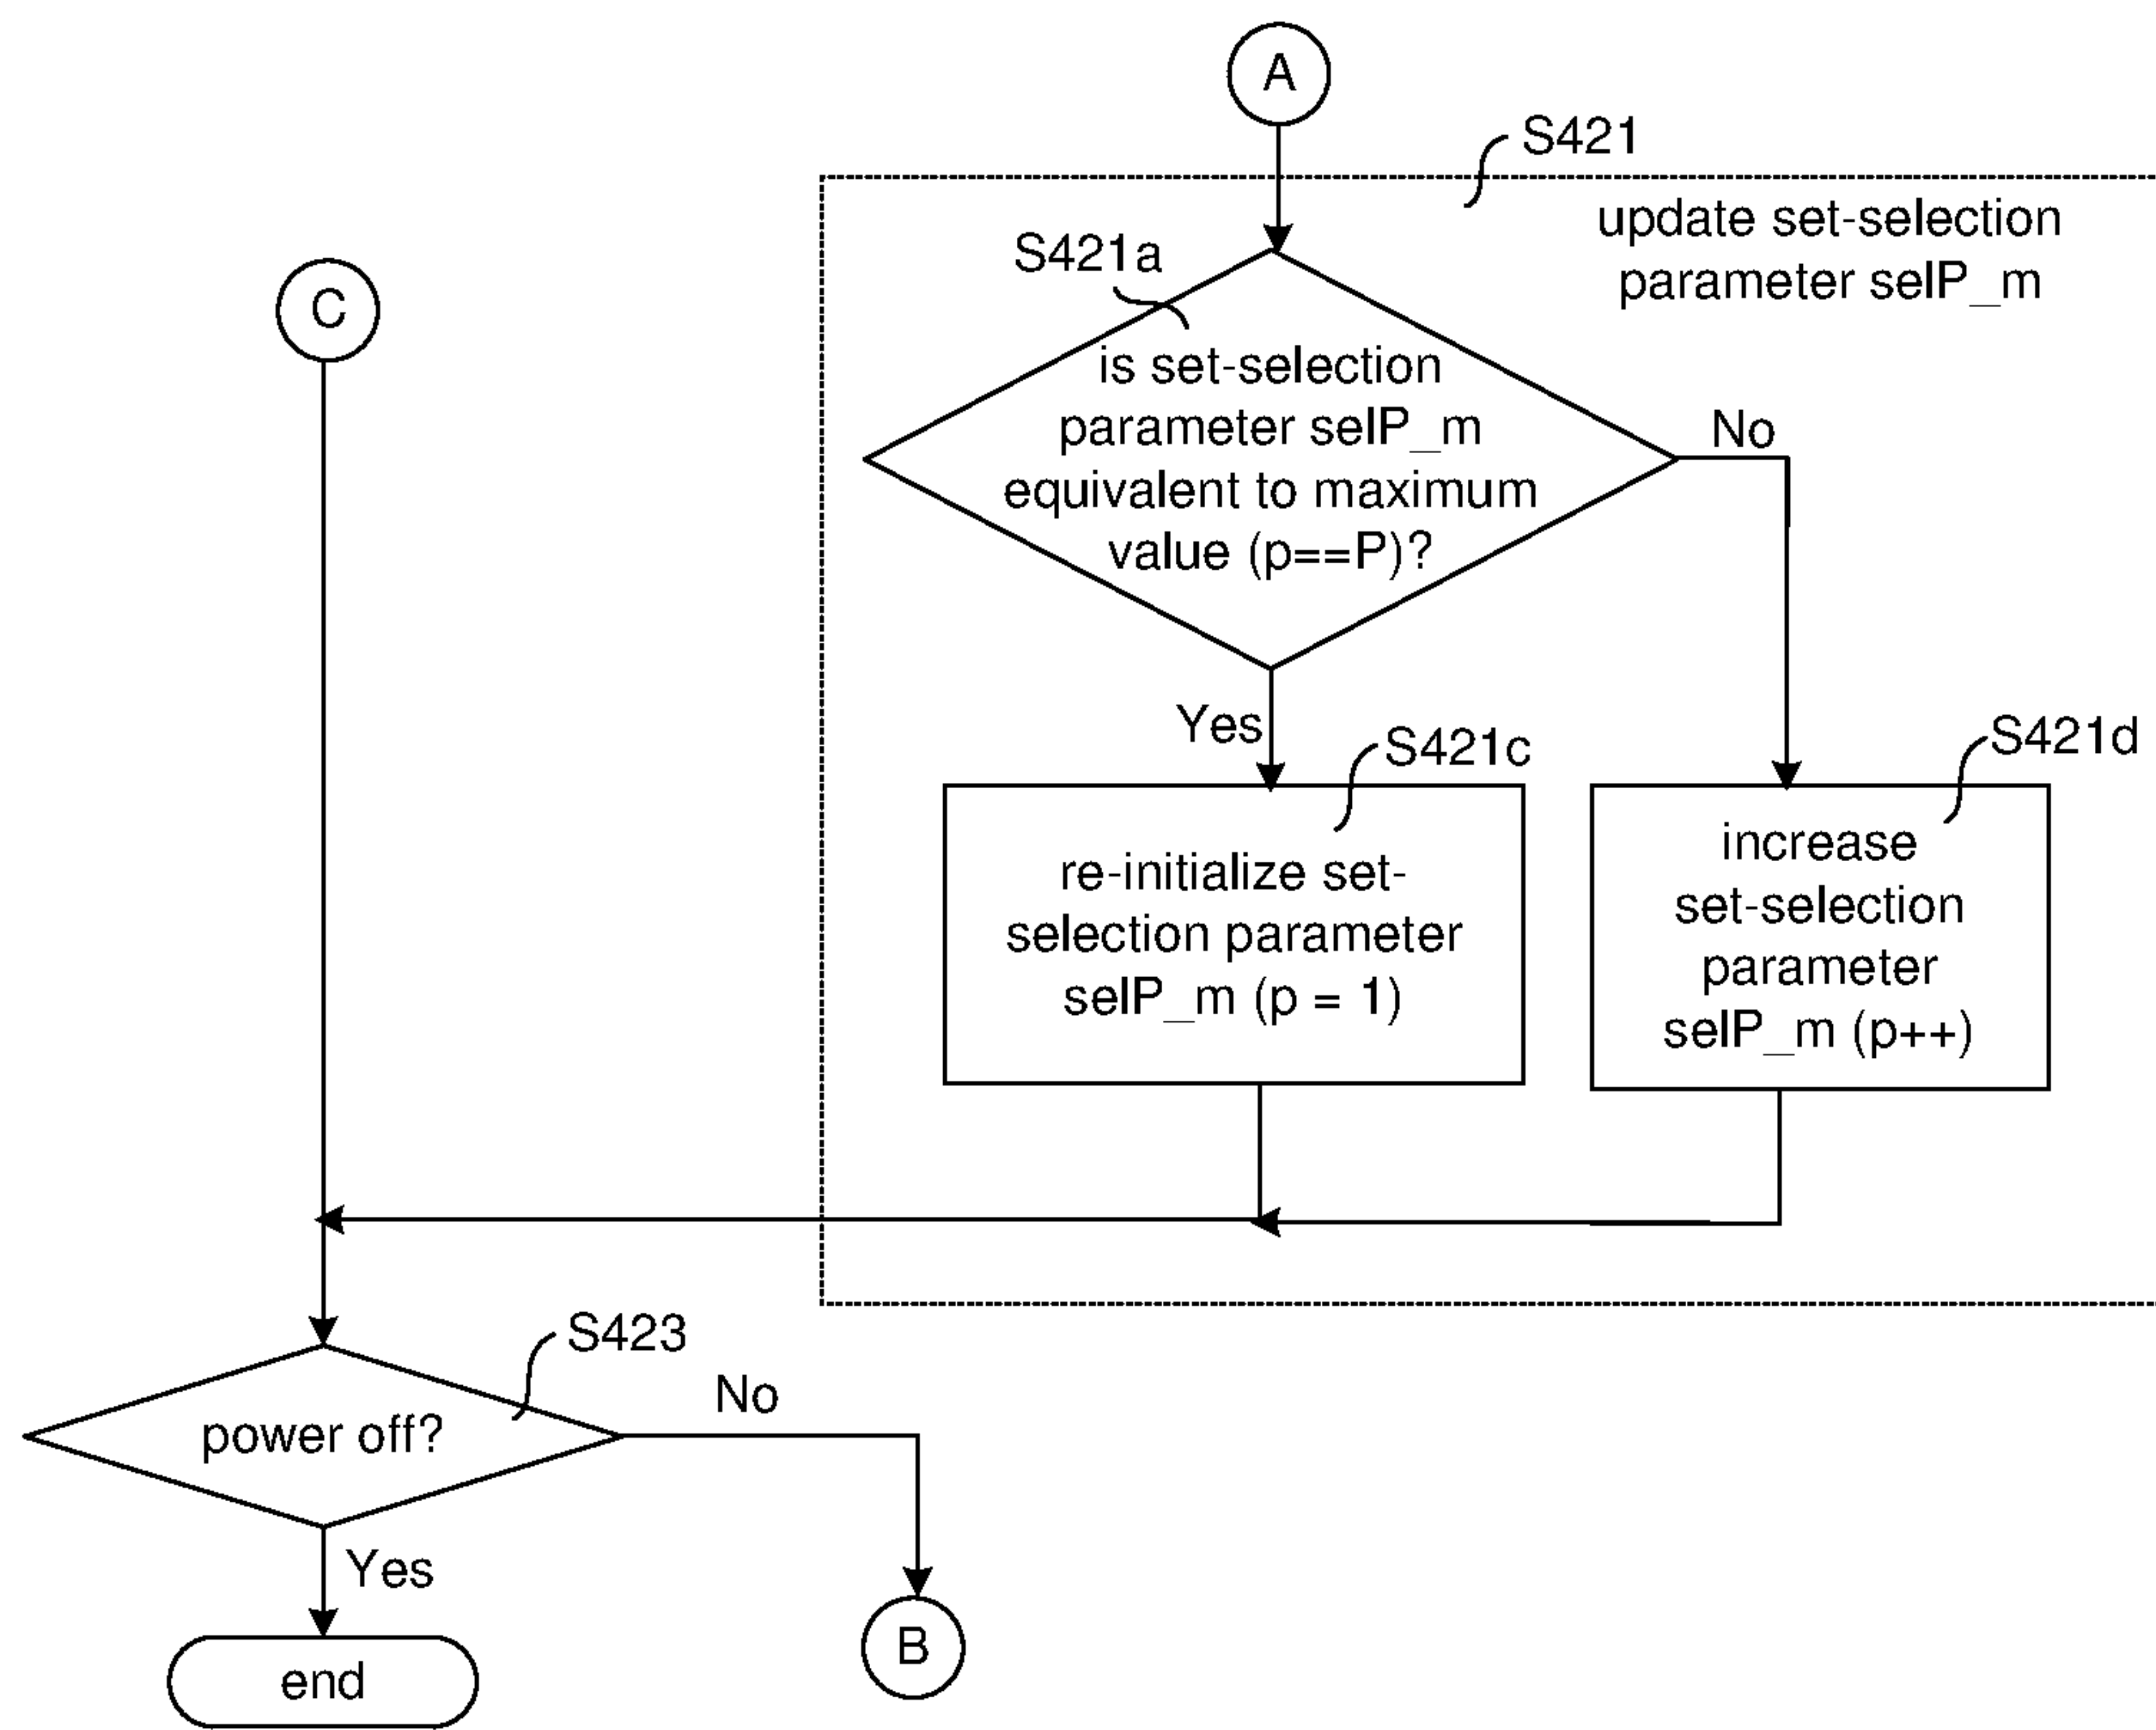 A
S421
update set-selection
parameter selP_m
S421a
C
is set-selection
parameter selP_m
equivalent to maximum
value (p==P)?
No
Yes
S421c
S421d
re-initialize set-
selection parameter
selP_m (p = 1)
increase
set-selection
parameter
selP_m (p++)
S423
power off?
No
Yes
B
end